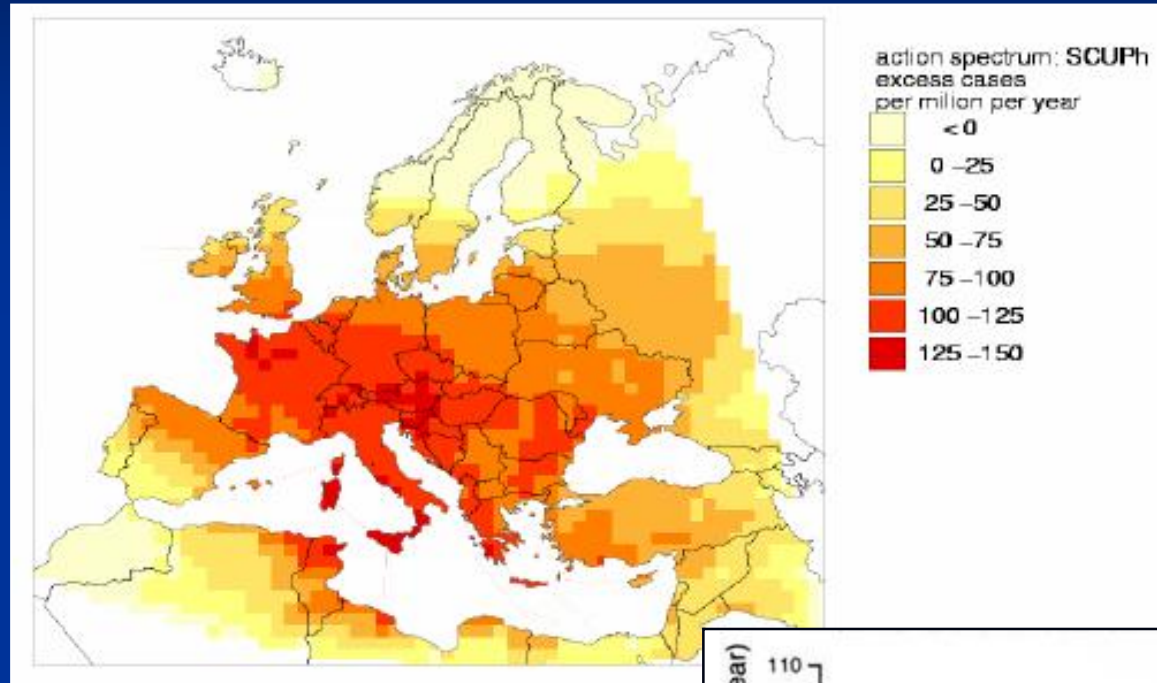 action spectrum: SCUPh
excess cases
per milion per year
< 0
0 –25
25 –50
50 –75
75 –100
100 –125
125 –150
110